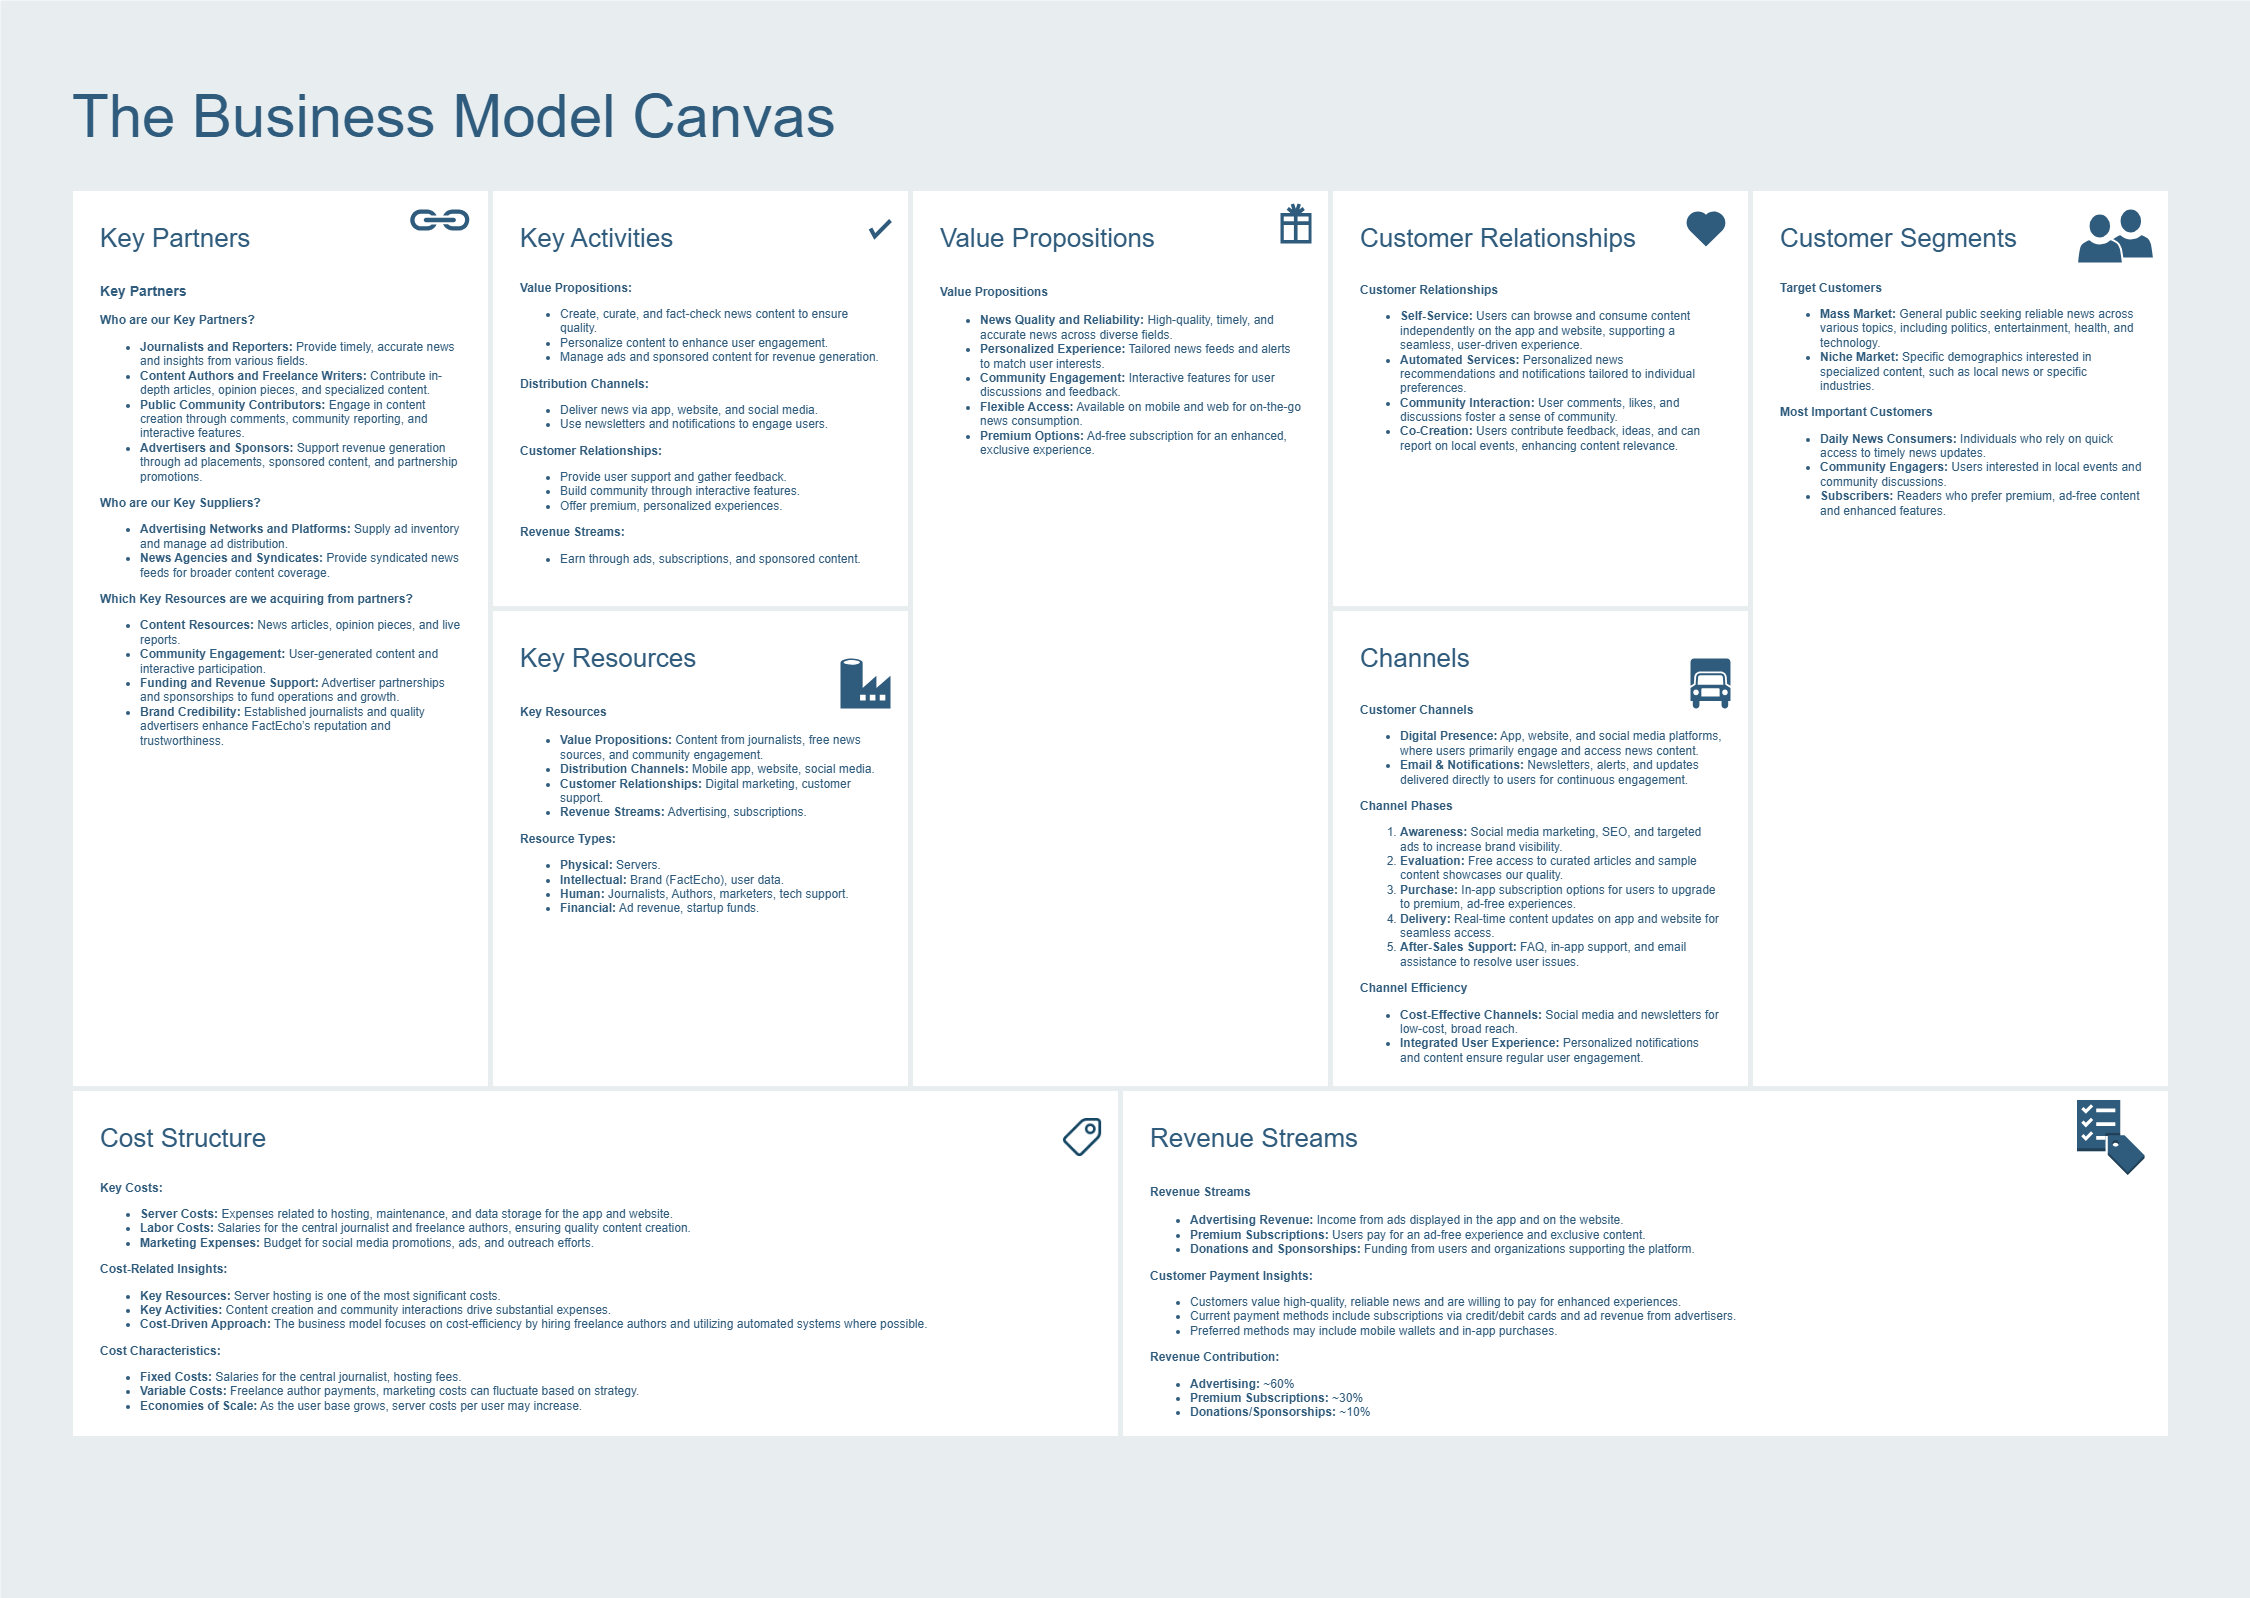 The Business Model Canvas
Key Partners
Key Partners
Who are our Key Partners?
Journalists and Reporters: Provide timely, accurate news
and insights from various fields.
Content Authors and Freelance Writers: Contribute in-
depth articles, opinion pieces, and specialized content.
Public Community Contributors: Engage in content
creation through comments, community reporting, and
interactive features.
Advertisers and Sponsors: Support revenue generation
through ad placements, sponsored content, and partnership
promotions.
Who are our Key Suppliers?
Advertising Networks and Platforms: Supply ad inventory
and manage ad distribution.
News Agencies and Syndicates: Provide syndicated news
feeds for broader content coverage.
Which Key Resources are we acquiring from partners?
Content Resources: News articles, opinion pieces, and live
reports.
Community Engagement: User-generated content and
interactive participation.
Funding and Revenue Support: Advertiser partnerships
and sponsorships to fund operations and growth.
Brand Credibility: Established journalists and quality
advertisers enhance FactEcho's reputation and
trustworthiness.
Key Activities
Value Propositions:
Create, curate, and fact-check news content to ensure
quality.
Personalize content to enhance user engagement.
Manage ads and sponsored content for revenue generation.
Distribution Channels:
Deliver news via app, website, and social media.
Use newsletters and notifications to engage users.
Customer Relationships:
Provide user support and gather feedback.
Build community through interactive features.
Offer premium, personalized experiences.
Revenue Streams:
Earn through ads, subscriptions, and sponsored content.
Key Resources
Key Resources
Value Propositions: Content from journalists, free news
sources, and community engagement.
Distribution Channels: Mobile app, website, social media.
Customer Relationships: Digital marketing, customer
support.
Revenue Streams: Advertising, subscriptions.
Resource Types:
Physical: Servers.
Intellectual: Brand (FactEcho), user data.
Human: Journalists, Authors, marketers, tech support.
Financial: Ad revenue, startup funds.
Value Propositions
Value Propositions
News Quality and Reliability: High-quality, timely, and
accurate news across diverse fields.
Personalized Experience: Tailored news feeds and alerts
to match user interests.
Community Engagement: Interactive features for user
discussions and feedback.
Flexible Access: Available on mobile and web for on-the-go
news consumption.
Premium Options: Ad-free subscription for an enhanced,
exclusive experience.
Customer Relationships
Customer Relationships
Self-Service: Users can browse and consume content
independently on the app and website, supporting a
seamless, user-driven experience.
Automated Services: Personalized news
recommendations and notifications tailored to individual
preferences.
Community Interaction: User comments, likes, and
discussions foster a sense of community.
Co-Creation: Users contribute feedback, ideas, and can
report on local events, enhancing content relevance.
Channels
Customer Channels
Digital Presence: App, website, and social media platforms,
where users primarily engage and access news content.
Email & Notifications: Newsletters, alerts, and updates
delivered directly to users for continuous engagement.
Channel Phases
1. Awareness: Social media marketing, SEO, and targeted
ads to increase brand visibility.
2. Evaluation: Free access to curated articles and sample
content showcases our quality.
3. Purchase: In-app subscription options for users to upgrade
to premium, ad-free experiences.
4. Delivery: Real-time content updates on app and website for
seamless access.
5. After-Sales Support: FAQ, in-app support, and email
assistance to resolve user issues.
Channel Efficiency
Cost-Effective Channels: Social media and newsletters for
low-cost, broad reach.
Integrated User Experience: Personalized notifications
and content ensure regular user engagement.
Customer Segments
Target Customers
Mass Market: General public seeking reliable news across
various topics, including politics, entertainment, health, and
technology.
Niche Market: Specific demographics interested in
specialized content, such as local news or specific
industries.
Most Important Customers
Daily News Consumers: Individuals who rely on quick
access to timely news updates.
Community Engagers: Users interested in local events and
community discussions.
Subscribers: Readers who prefer premium, ad-free content
and enhanced features.
Cost Structure
Key Costs:
Server Costs: Expenses related to hosting, maintenance, and data storage for the app and website.
Labor Costs: Salaries for the central journalist and freelance authors, ensuring quality content creation.
Marketing Expenses: Budget for social media promotions, ads, and outreach efforts.
Cost-Related Insights:
Key Resources: Server hosting is one of the most significant costs.
Key Activities: Content creation and community interactions drive substantial expenses.
Cost-Driven Approach: The business model focuses on cost-efficiency by hiring freelance authors and utilizing automated systems where possible.
Cost Characteristics:
Fixed Costs: Salaries for the central journalist, hosting fees.
Variable Costs: Freelance author payments, marketing costs can fluctuate based on strategy.
Economies of Scale: As the user base grows, server costs per user may increase.
Revenue Streams
Revenue Streams
Advertising Revenue: Income from ads displayed in the app and on the website.
Premium Subscriptions: Users pay for an ad-free experience and exclusive content.
Donations and Sponsorships: Funding from users and organizations supporting the platform.
Customer Payment Insights:
Customers value high-quality, reliable news and are willing to pay for enhanced experiences.
Current payment methods include subscriptions via credit/debit cards and ad revenue from advertisers.
Preferred methods may include mobile wallets and in-app purchases.
Revenue Contribution:
Advertising: ~60%
Premium Subscriptions: ~30%
Donations/Sponsorships: ~10%